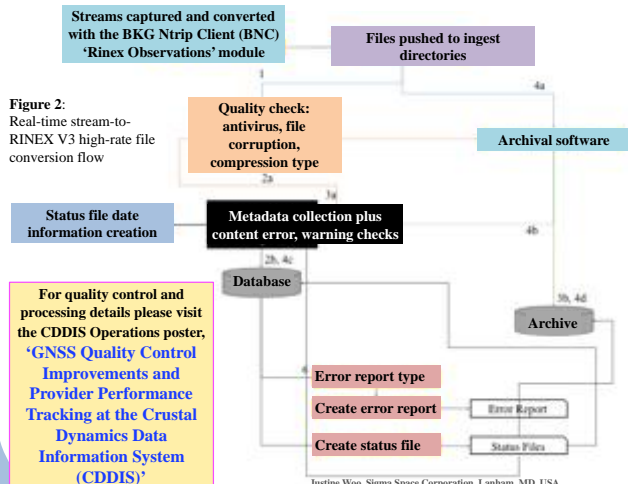 Streams captured and converted
with the BKG Ntrip Client (BNC)
‘Rinex Observations’ module
Files pushed to ingest
directories
1
4a
Figure 2:
Real-time stream-to-
RINEX V3 high-rate file
conversion flow
Quality check:
antivirus, file
corruption,
compression type
Archival software
2a
3a
Status file date
information creation
Metadata collection plus
content error, warning checks
4b
2b, 4c
Database
3b, 4d
Archive
For quality control and
processing details please visit
the CDDIS Operations poster,
‘GNSS Quality Control
Improvements and
Provider Performance
Tracking at the Crustal
Dynamics Data
Information System
(CDDIS)’
6
Error report type
Create error report
Error Report
Create status file
Status Files
Justine Woo, Sigma Space Corporation, Lanham, MD, USA